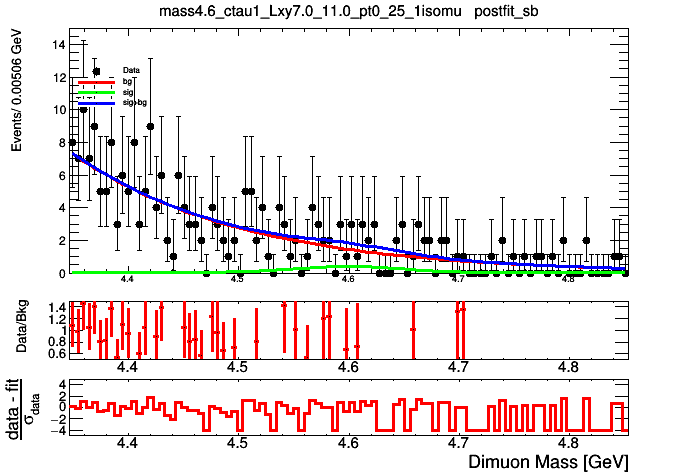 mass4.6_ctau1_Lxy7.0_11.0_pt0_25_1isomu postfit_sb
Events/ 0.00506 GeV
14
12
10
8
6
4
2
0
Data
bg
sig
sig+bg
4.4 4.5 4.6 4.7 4.8
Data/Bkg
1.4
1.2
1
0.8
0.6
4.4 4.5 4.6 4.7 4.8
data - fit
σdata
4
2
0
−2
−4
4.4 4.5 4.6 4.7 4.8
Dimuon Mass [GeV]